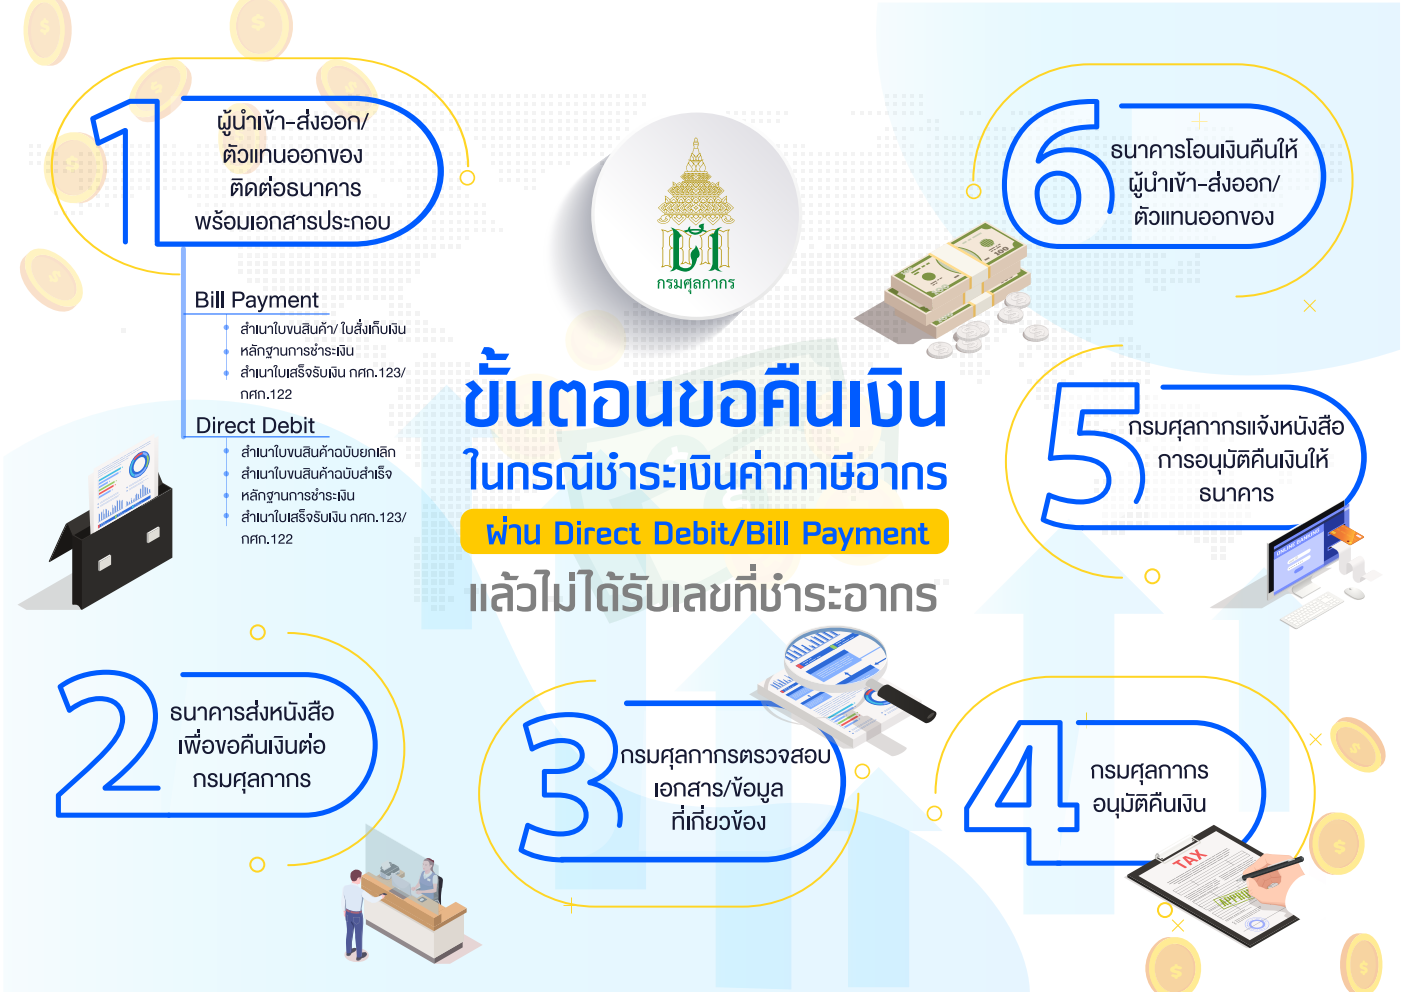 1
ผู้นำเข้า-ส่งออก/
ตัวแทนออกของ
ติดต่อธนาคาร
พร้อมเอกสารประกอบ
Bill Payment
สำเนาใบขนสินค้า/ ใบสั่งเก็บเงิน
หลักฐานการชำระเงิน
สำเนาใบเสร็จรับเงิน กศก.123/
กศก.122
Direct Debit
สำเนาใบขนสินค้าฉบับยกเลิก
สำเนาใบขนสินค้าฉบับสำเร็จ
หลักฐานการชำระเงิน
สำเนาใบเสร็จรับเงิน กศก.123/
กศก.122
กรมศุลกากร
ขั้นตอนขอคืนเงิน
ในกรณีชำระเงินค่าภาษีอากร
ผ่าน Direct Debit/Bill Payment
แล้วไม่ได้รับเลขที่ชำระอากร
2
ธนาคารส่งหนังสือ
เพื่อขอคืนเงินต่อ
กรมศุลกากร
3
กรมศุลกากรตรวจสอบ
เอกสาร/ข้อมูล
ที่เกี่ยวข้อง
4
กรมศุลกากร
อนุมัติคืนเงิน
TAX
5
กรมศุลกากรแจ้งหนังสือ
การอนุมัติคืนเงินให้
ธนาคาร
ONLINE BANKING
6
ธนาคารโอนเงินคืนให้
ผู้นำเข้า-ส่งออก/
ตัวแทนออกของ
100